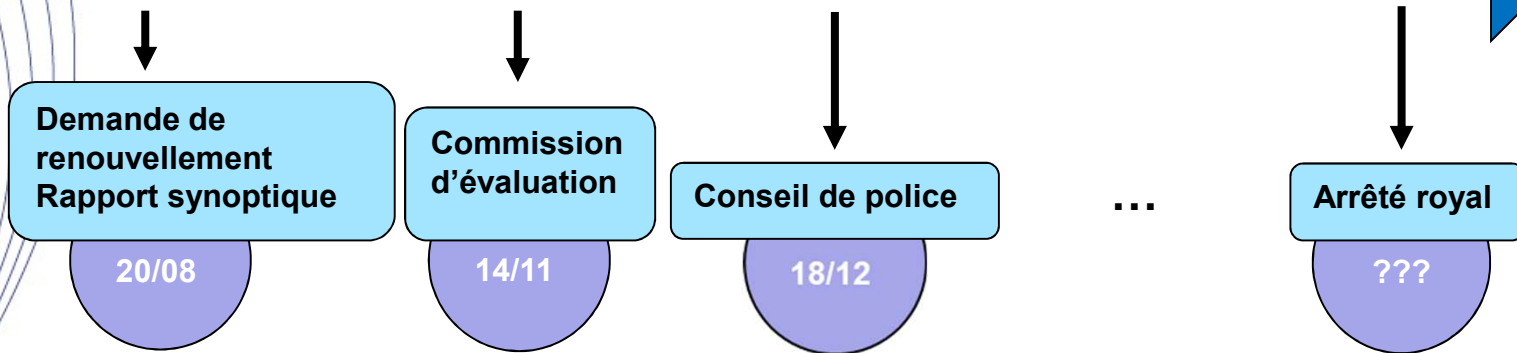 Demande de
renouvellement
Rapport synoptique
20/08
Commission
d’évaluation
14/11
Conseil de police
18/12
...
Arrêté royal
???